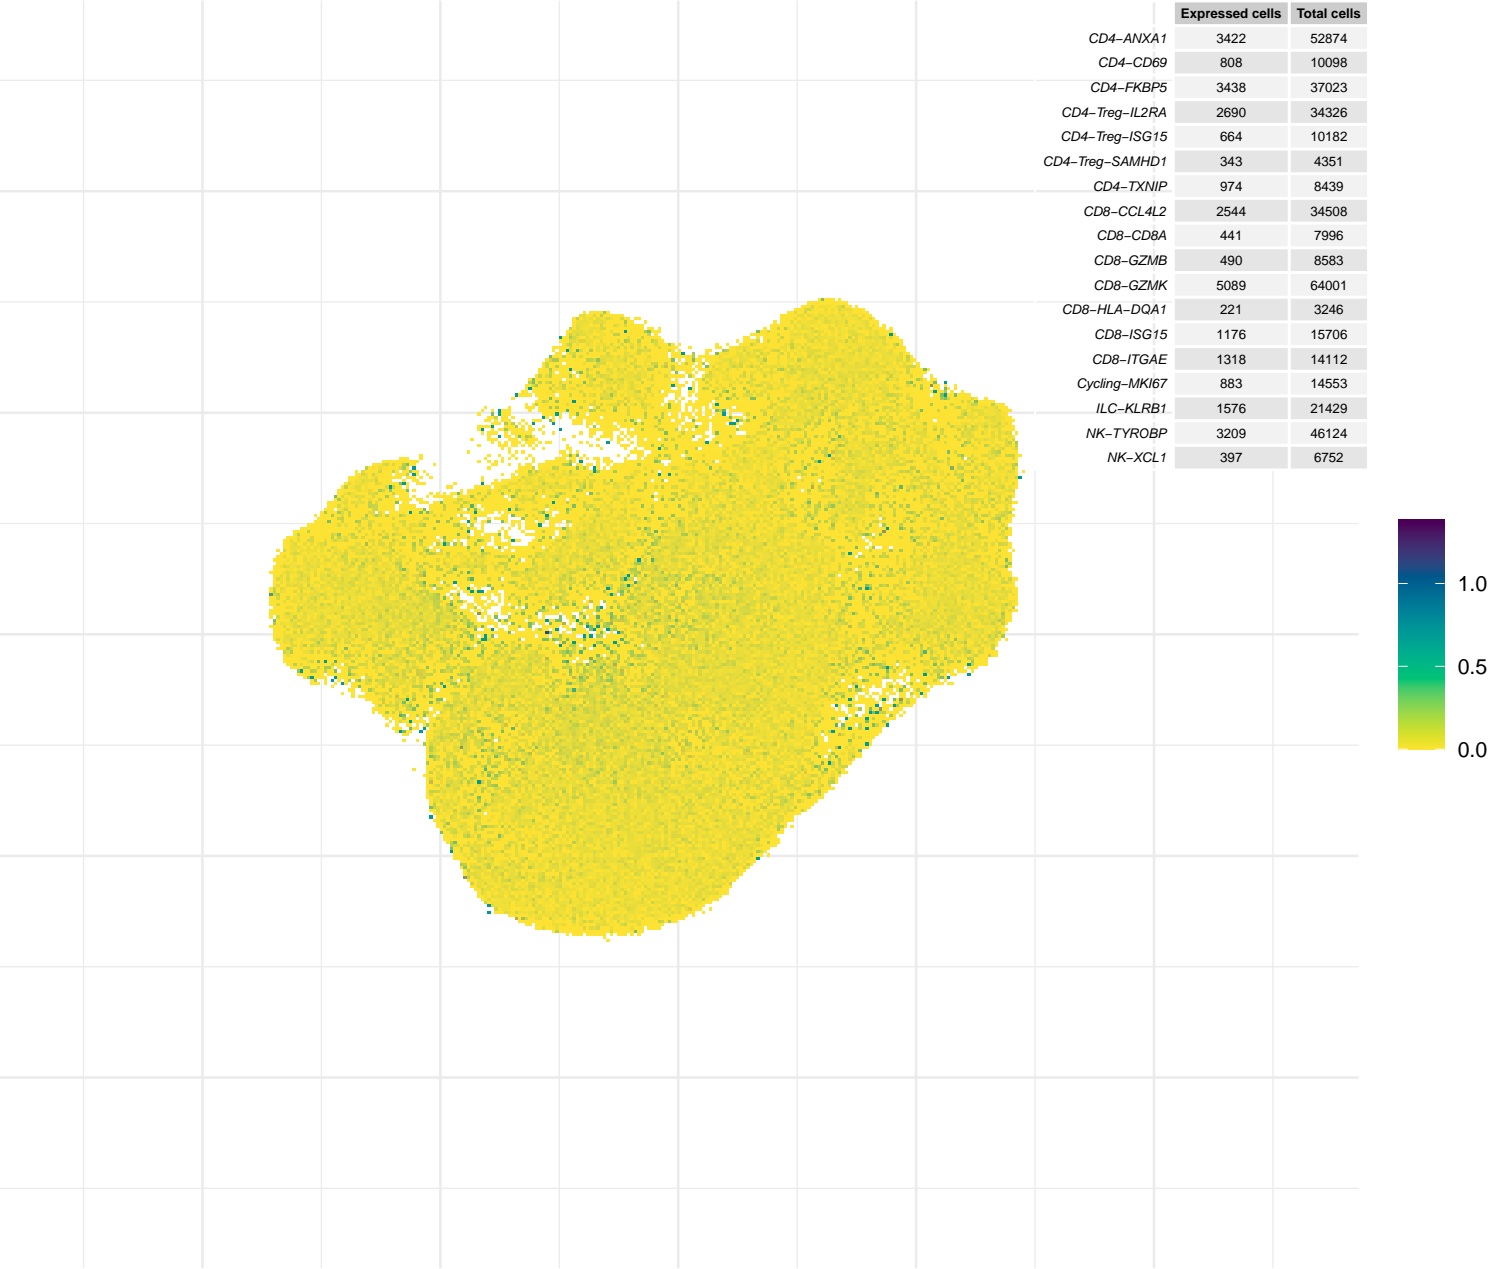 Expressed cells Total cells
CD4−ANXA1 3422 52874
CD4−CD69 808 10098
CD4−FKBP5 3438 37023
CD4−Treg−IL2RA 2690 34326
CD4−Treg−ISG15 664 10182
CD4−Treg−SAMHD1 343 4351
CD4−TXNIP 974 8439
CD8−CCL4L2 2544 34508
CD8−CD8A 441 7996
CD8−GZMB 490 8583
CD8−GZMK 5089 64001
CD8−HLA−DQA1 221 3246
CD8−ISG15 1176 15706
CD8−ITGAE 1318 14112
Cycling−MKI67 883 14553
ILC−KLRB1 1576 21429
NK−TYROBP 3209 46124
NK−XCL1 397 6752
1.0
0.5
0.0